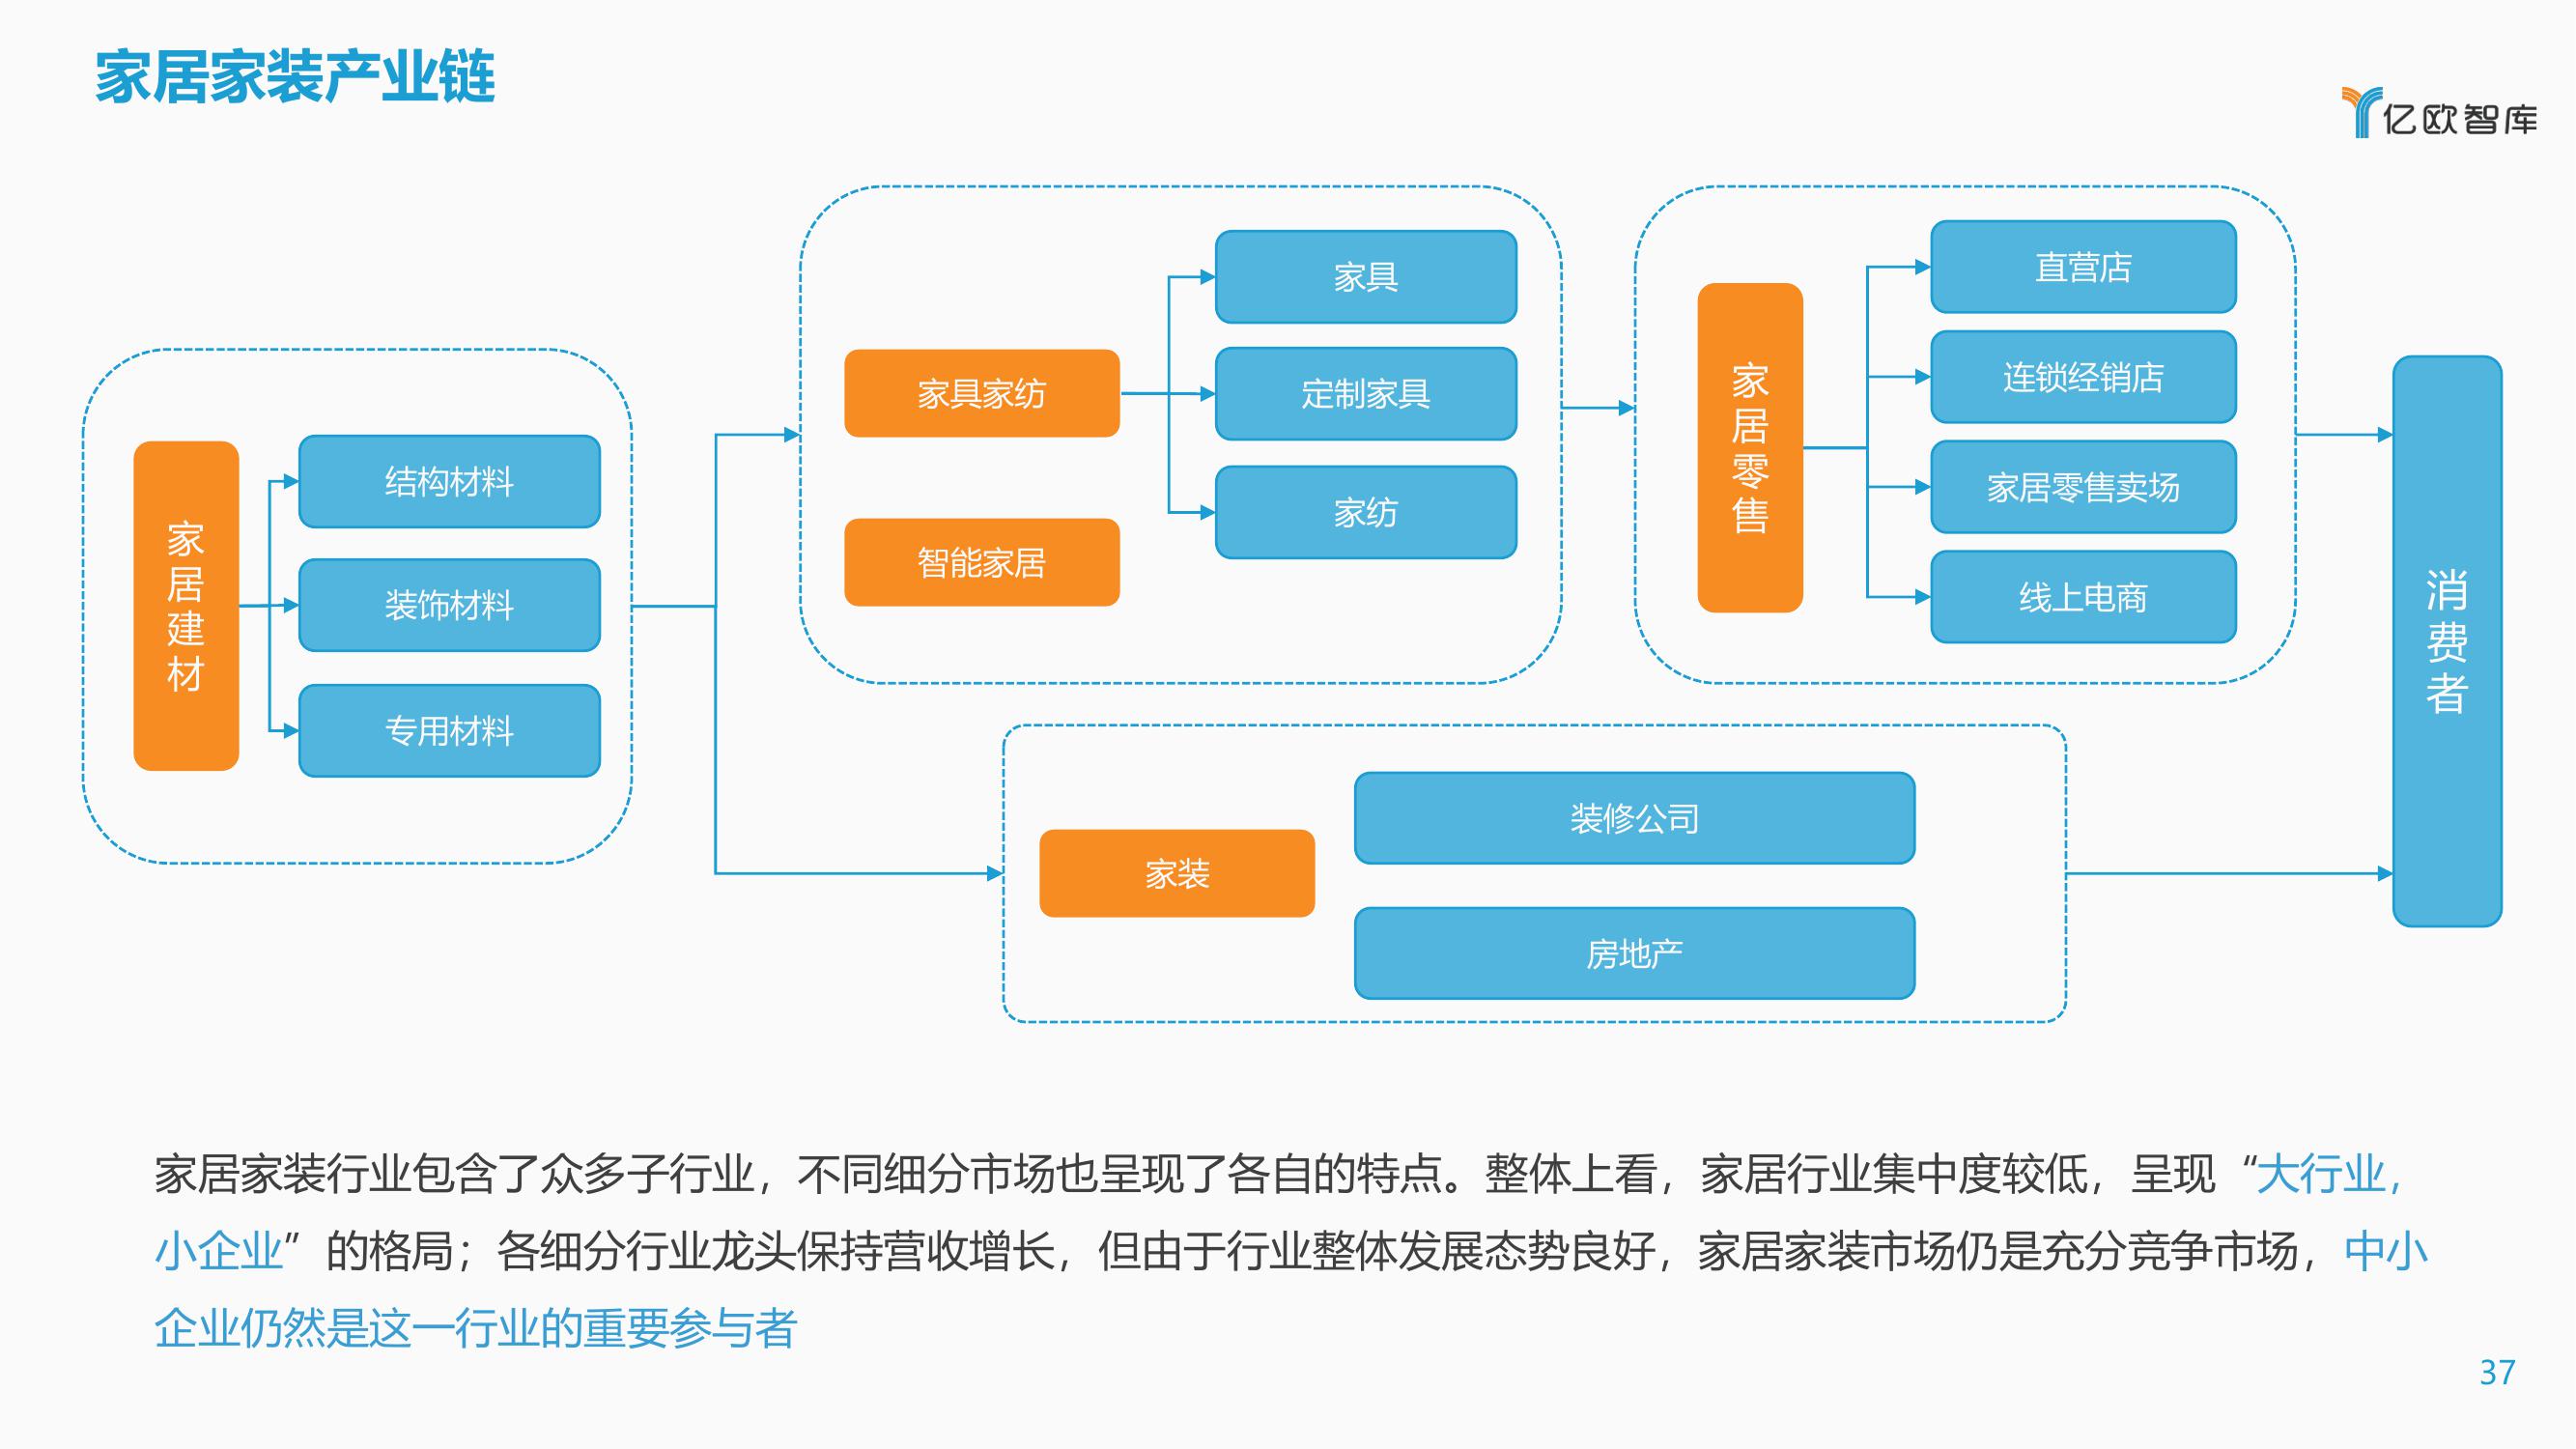 家居家装产业链
亿欧智库
家居建材
结构材料
装饰材料
专用材料
家具家纺
智能家居
家具
定制家具
家纺
家居零售
直营店
连锁经销店
家居零售卖场
线上电商
家装
装修公司
房地产
消费者
家居家装行业包含了众多子行业，不同细分市场也呈现了各自的特点。整体上看，家居行业集中度较低，呈现“大行业，
小企业”的格局；各细分行业龙头保持营收增长，但由于行业整体发展态势良好，家居家装市场仍是充分竞争市场，中小
企业仍然是这一行业的重要参与者
37